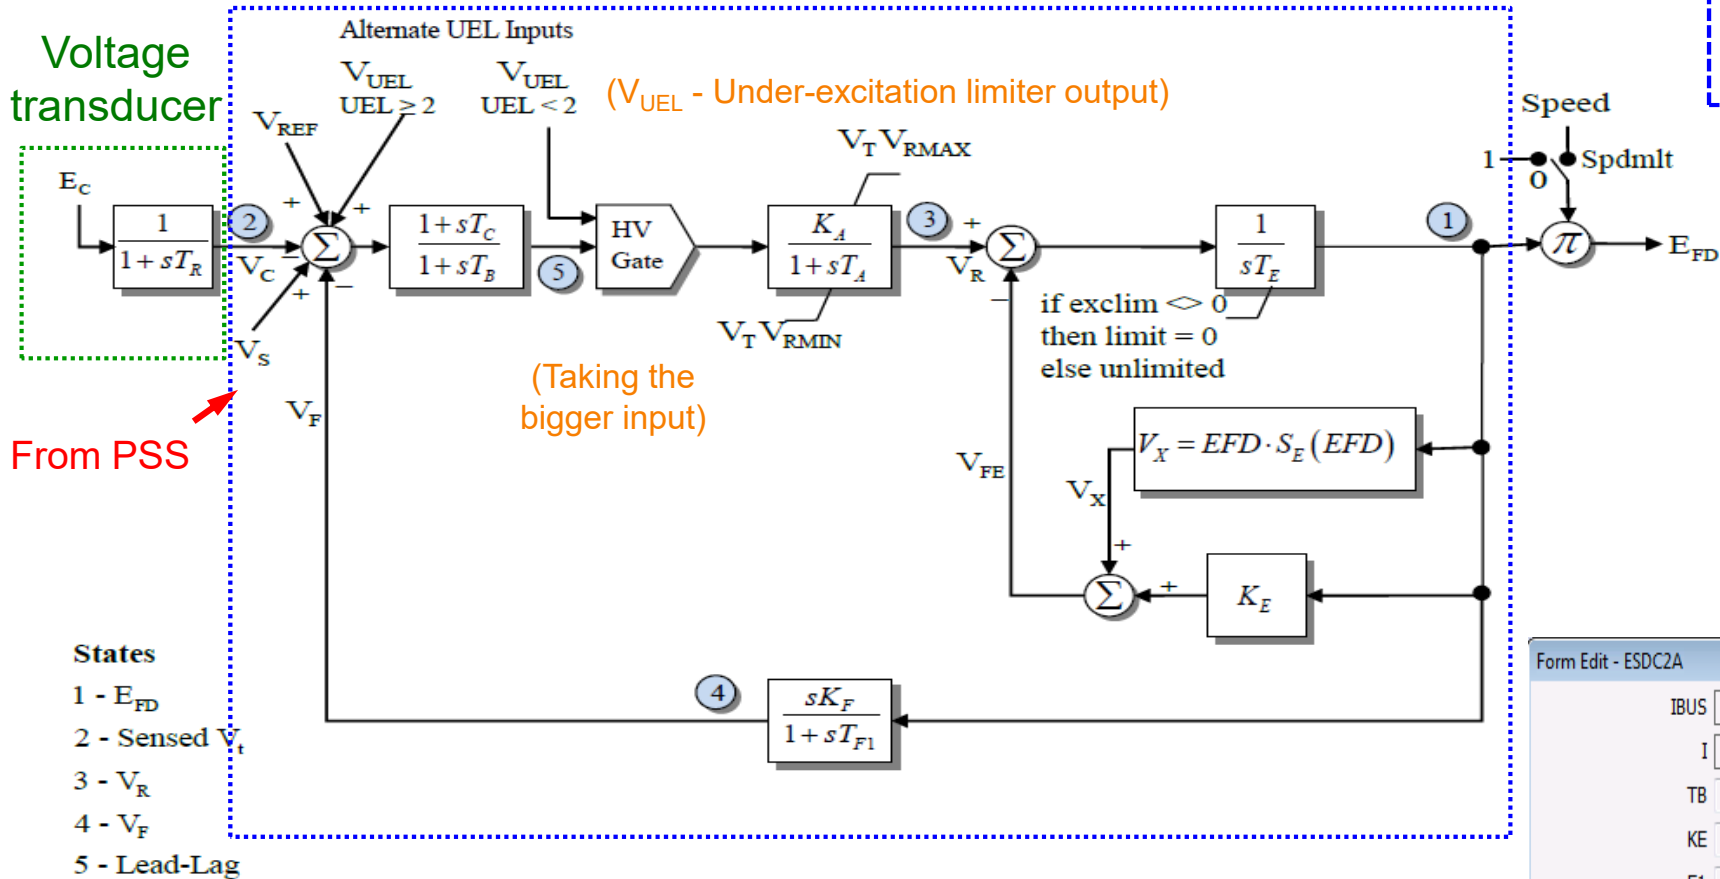 Alternate UEL Inputs
Voltage
transducer
V_UEL
UEL ≥ 2
V_UEL
UEL < 2
(V_UEL - Under-excitation limiter output)
V_REF
V_T V_RMAX
Speed
1
0
Spdmlt
E_C
1
1 + sT_R
2
V_C
+
+
−
+
−
Σ
1 + sT_C
1 + sT_B
5
HV
Gate
K_A
1 + sT_A
3
V_R
+
−
Σ
1
sT_E
1
π
E_FD
V_S
V_T V_RMIN
if exclim <> 0
then limit = 0
else unlimited
(Taking the
bigger input)
V_F
From PSS
V_FE
V_X
V_X = EFD · S_E (EFD)
+
Σ
+
K_E
4
sK_F
1 + sT_F1
States
1 - E_FD
2 - Sensed V_t
3 - V_R
4 - V_F
5 - Lead-Lag
Form Edit - ESDC2A
IBUS
I
TB
KE